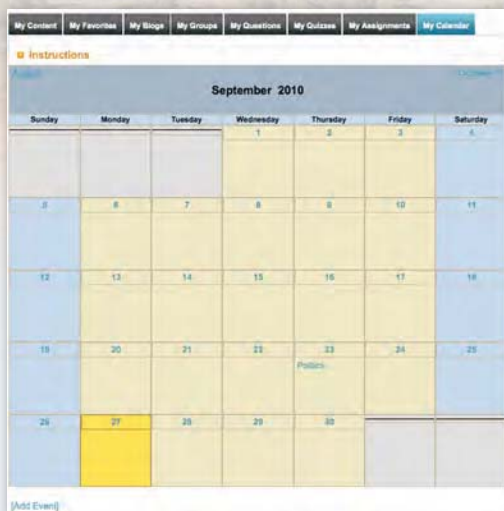 My Content My Favorites My Blogs My Groups My Questions My Quizzes My Assignments My Calendar
Instructions
August October
September 2010
Sunday Monday Tuesday Wednesday Thursday Friday Saturday
1 2 3 4
5 6 7 8 9 10 11
12 13 14 15 16 17 18
19 20 21 22 23 24 25
Politics
26 27 28 29 30
[Add Event]